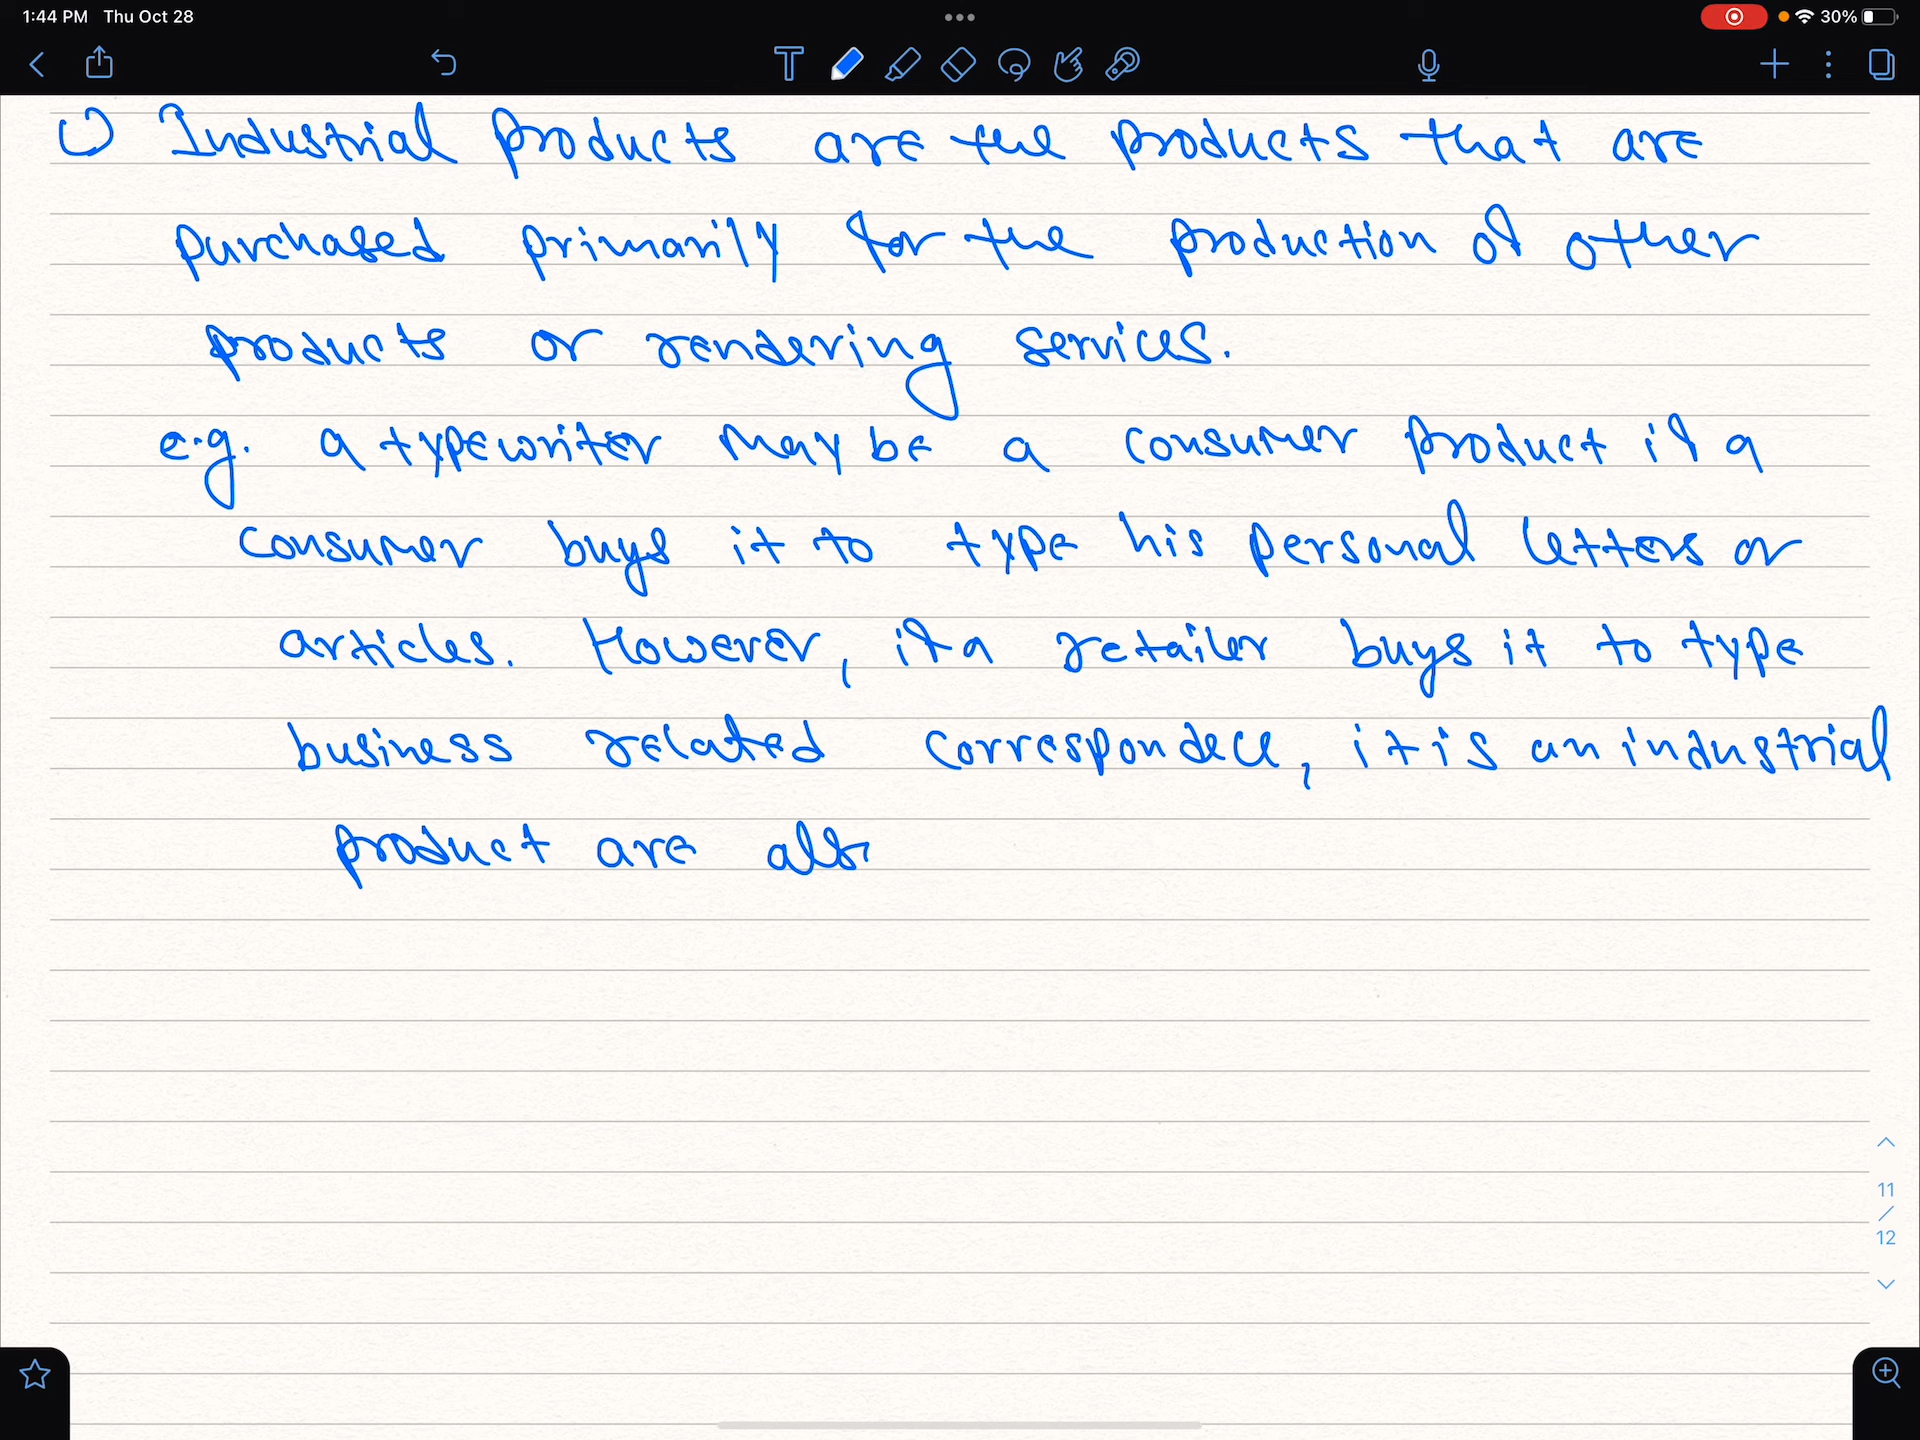 1:44 PM Thu Oct 28
30%
Industrial products are the products that are
purchased primarily for the production of other
products or rendering services.
e.g. a typewriter may be a consumer product if a
consumer buys it to type his personal letters or
articles. However, if a retailer buys it to type
business related correspondece, it is an industrial
product are
11
/
12